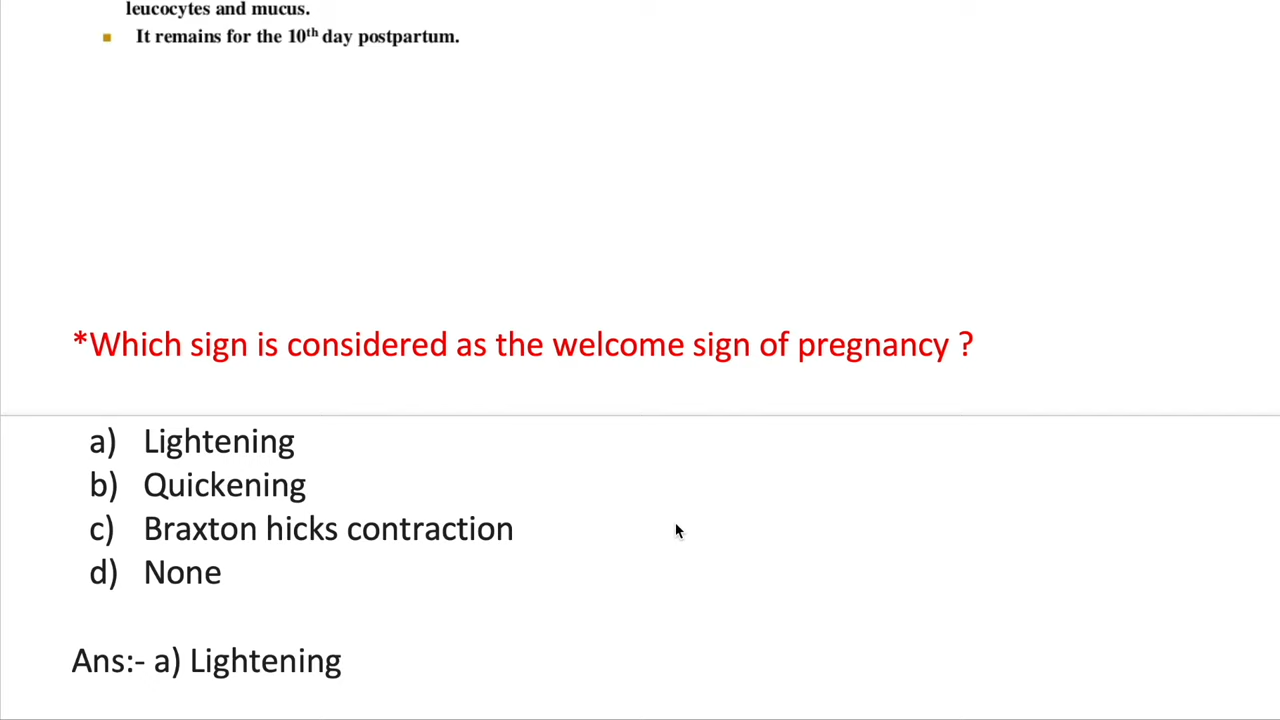 leucocytes and mucus.
▪ It remains for the 10th day postpartum.
*Which sign is considered as the welcome sign of pregnancy ?
a) Lightening
b) Quickening
c) Braxton hicks contraction
d) None
Ans:- a) Lightening